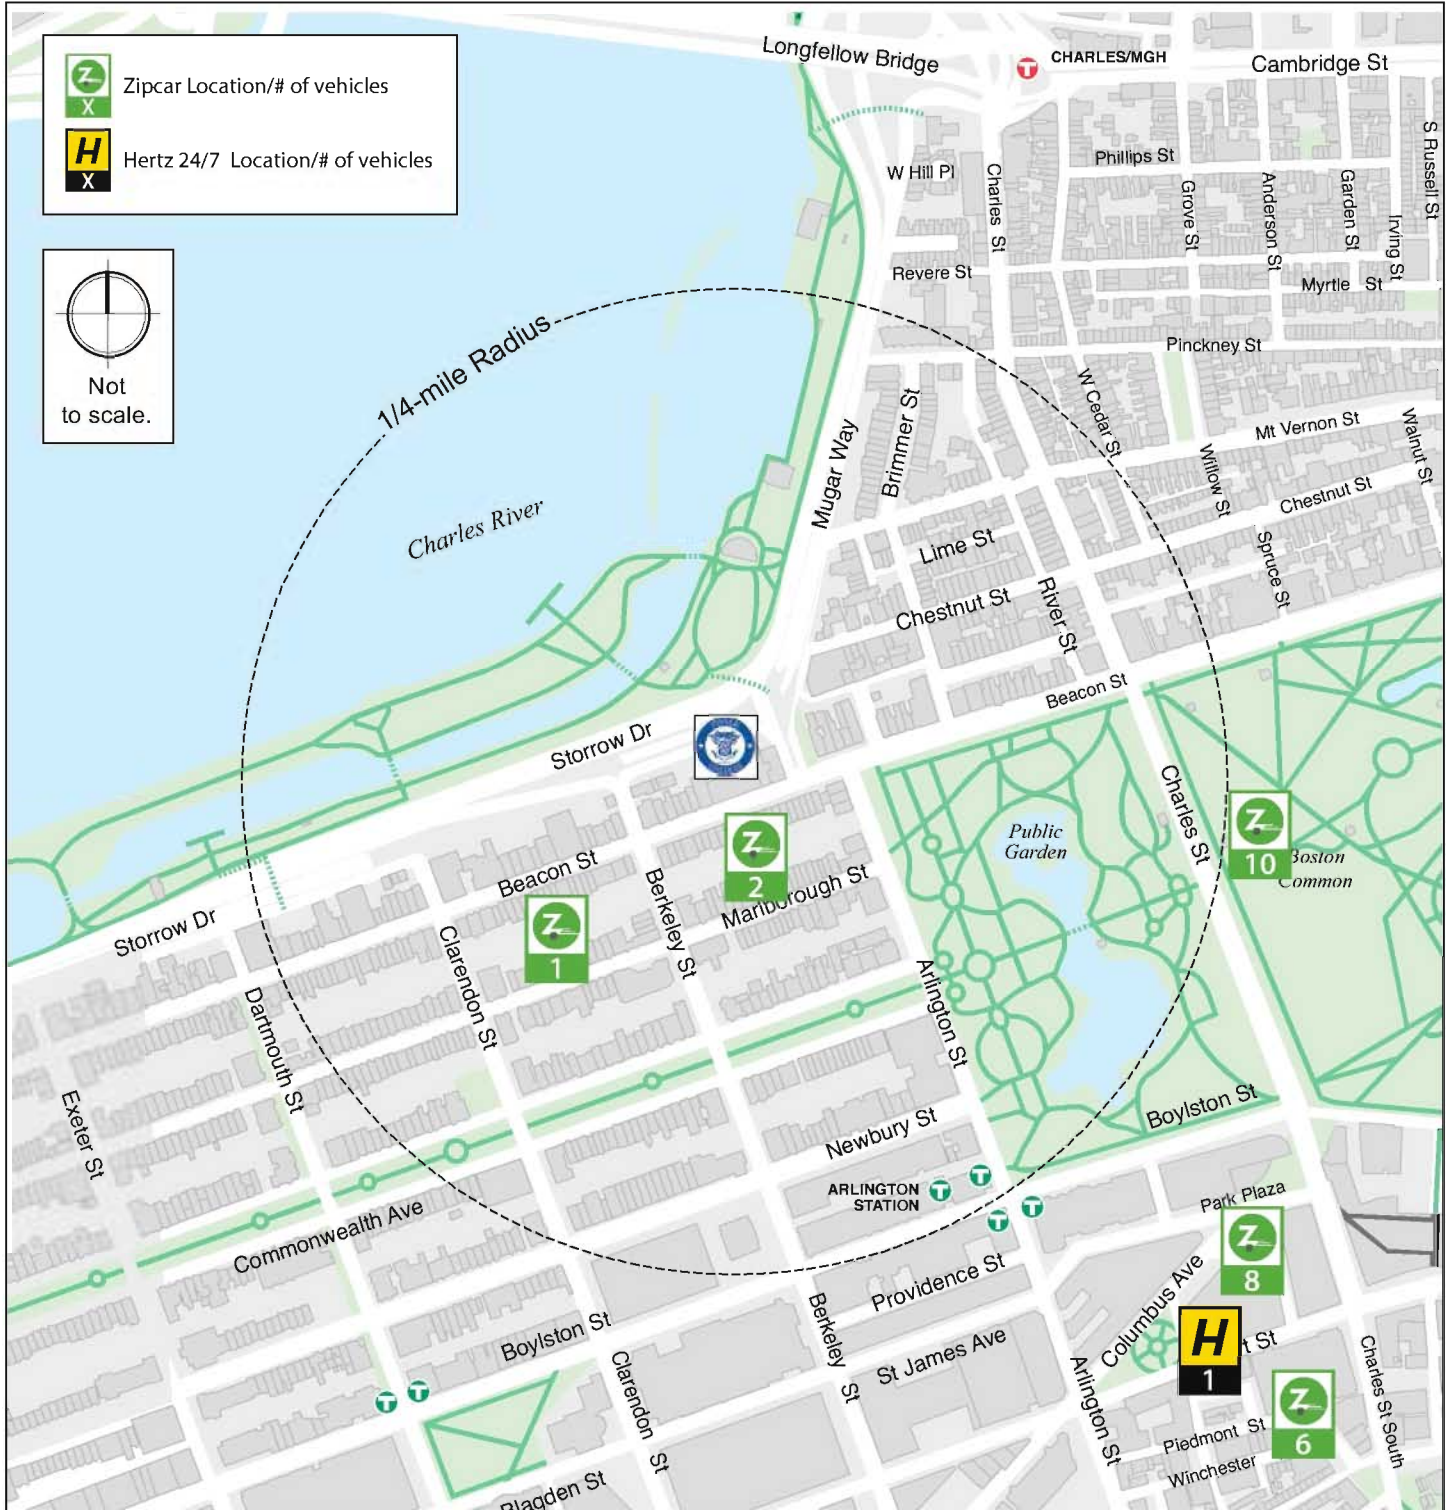 Z
X
Zipcar Location/# of vehicles
H
X
Hertz 24/7 Location/# of vehicles
Not
to scale.
Longfellow Bridge
T
CHARLES/MGH
Cambridge St
S Russell St
Phillips St
W Hill Pl
Charles St
Grove St
Anderson St
Garden St
Irving St
Revere St
Myrtle St
1/4-mile Radius
Pinckney St
W Cedar St
Mt Vernon St
Walnut St
Brimmer St
Mugar Way
Willow St
Chestnut St
Charles River
Lime St
Spruce St
Chestnut St
River St
Beacon St
Storrow Dr
Charles St
Public
Garden
Z
10
Boston
Common
Z
2
Beacon St
Marlborough St
Berkeley St
Z
1
Storrow Dr
Clarendon St
Arlington St
Dartmouth St
Exeter St
Boylston St
Newbury St
ARLINGTON
STATION
T
T
T
T
Park Plaza
Commonwealth Ave
Z
8
Providence St
Columbus Ave
Boylston St
Berkeley St
St James Ave
H
1
t St
Clarendon St
Arlington St
Charles St South
T
T
Z
6
Piedmont St
Winchester
Blagden St